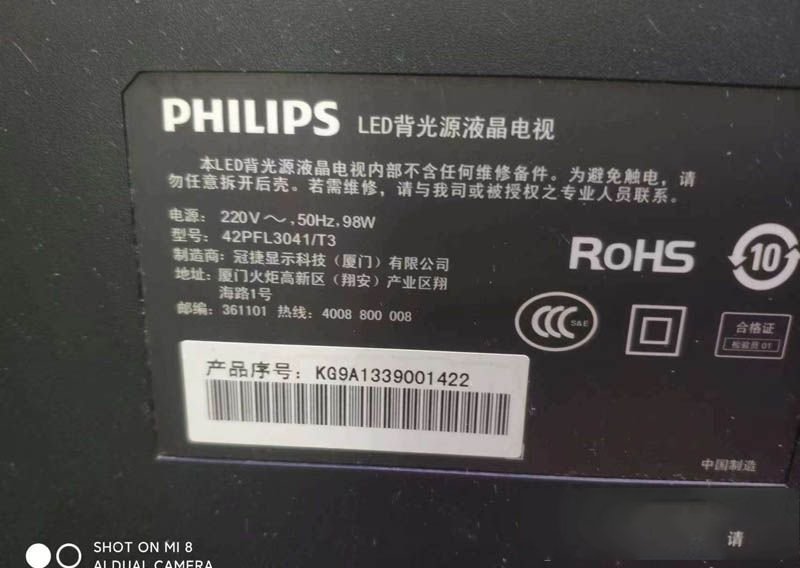 PHILIPS LED背光源液晶电视
本LED背光源液晶电视内部不含任何维修备件。为避免触电，请
勿任意拆开后壳。若需维修，请与我司或被授权之专业人员联系。
电源：220V～,50Hz,98W
型号：42PFL3041/T3
制造商：冠捷显示科技（厦门）有限公司
地址：厦门火炬高新区（翔安）产业区翔
海路1号
邮编：361101 热线：4008 800 008
RoHS
10
CCC S&E
合格证
检验员 01
产品序号：KG9A1339001422
中国制造
请
SHOT ON MI 8
AI DUAL CAMERA